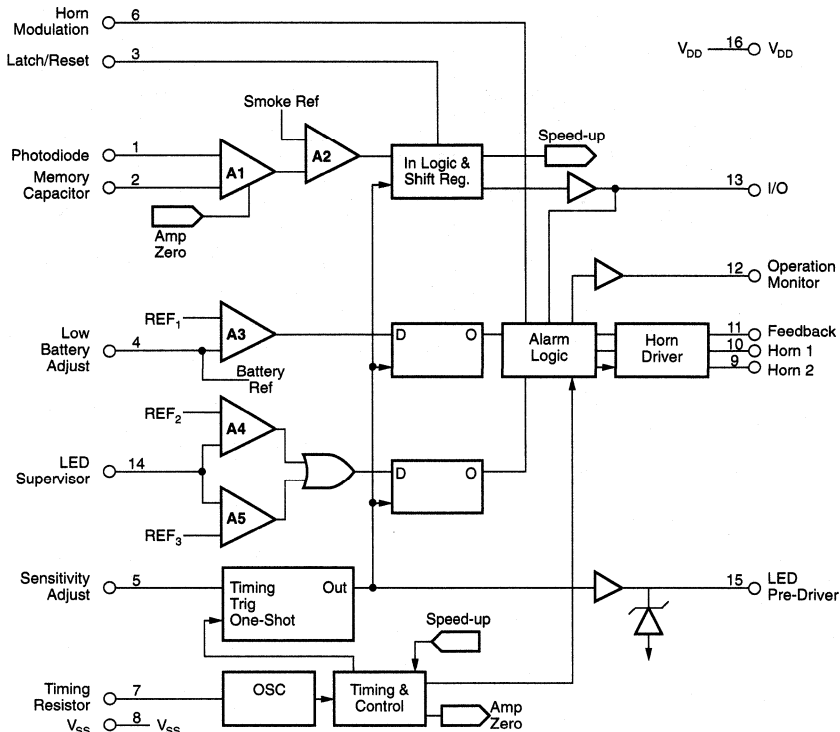 Horn
Modulation
6
Latch/Reset
3
V_DD
16
V_DD
Smoke Ref
Speed-up
Photodiode
1
A1
A2
In Logic &
Shift Reg.
Memory
Capacitor
2
13
I/O
Amp
Zero
12
Operation
Monitor
REF₁
A3
Low
Battery
Adjust
4
Battery
Ref
D
O
Alarm
Logic
Horn
Driver
11
Feedback
10
Horn 1
9
Horn 2
REF₂
A4
LED
Supervisor
14
D
O
A5
REF₃
Sensitivity
Adjust
5
Timing
Out
Trig
One-Shot
15
LED
Pre-Driver
Speed-up
Timing
Resistor
7
OSC
Timing &
Control
Amp
Zero
V_SS
8
V_SS